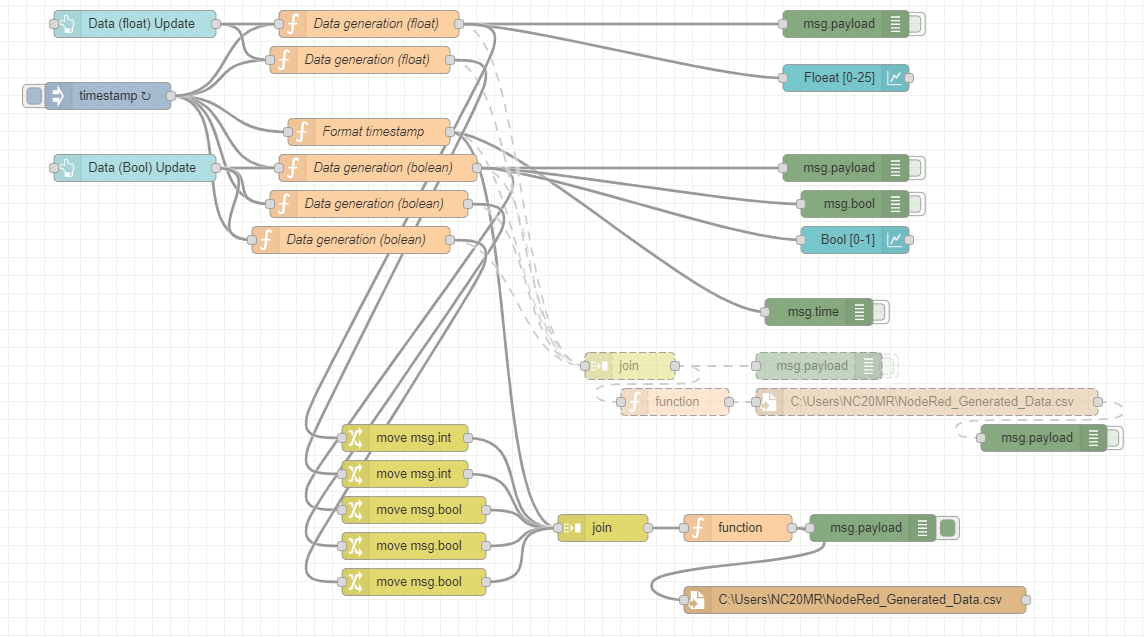 Data (float) Update
Data generation (float)
msg.payload
Data generation (float)
Floeat [0-25]
timestamp ↻
Format timestamp
Data (Bool) Update
Data generation (bolean)
msg.payload
Data generation (bolean)
msg.bool
Data generation (bolean)
Bool [0-1]
msg.time
join
msg.payload
function
C:\Users\NC20MR\NodeRed_Generated_Data.csv
move msg.int
msg.payload
move msg.int
move msg.bool
join
function
msg.payload
move msg.bool
move msg.bool
C:\Users\NC20MR\NodeRed_Generated_Data.csv